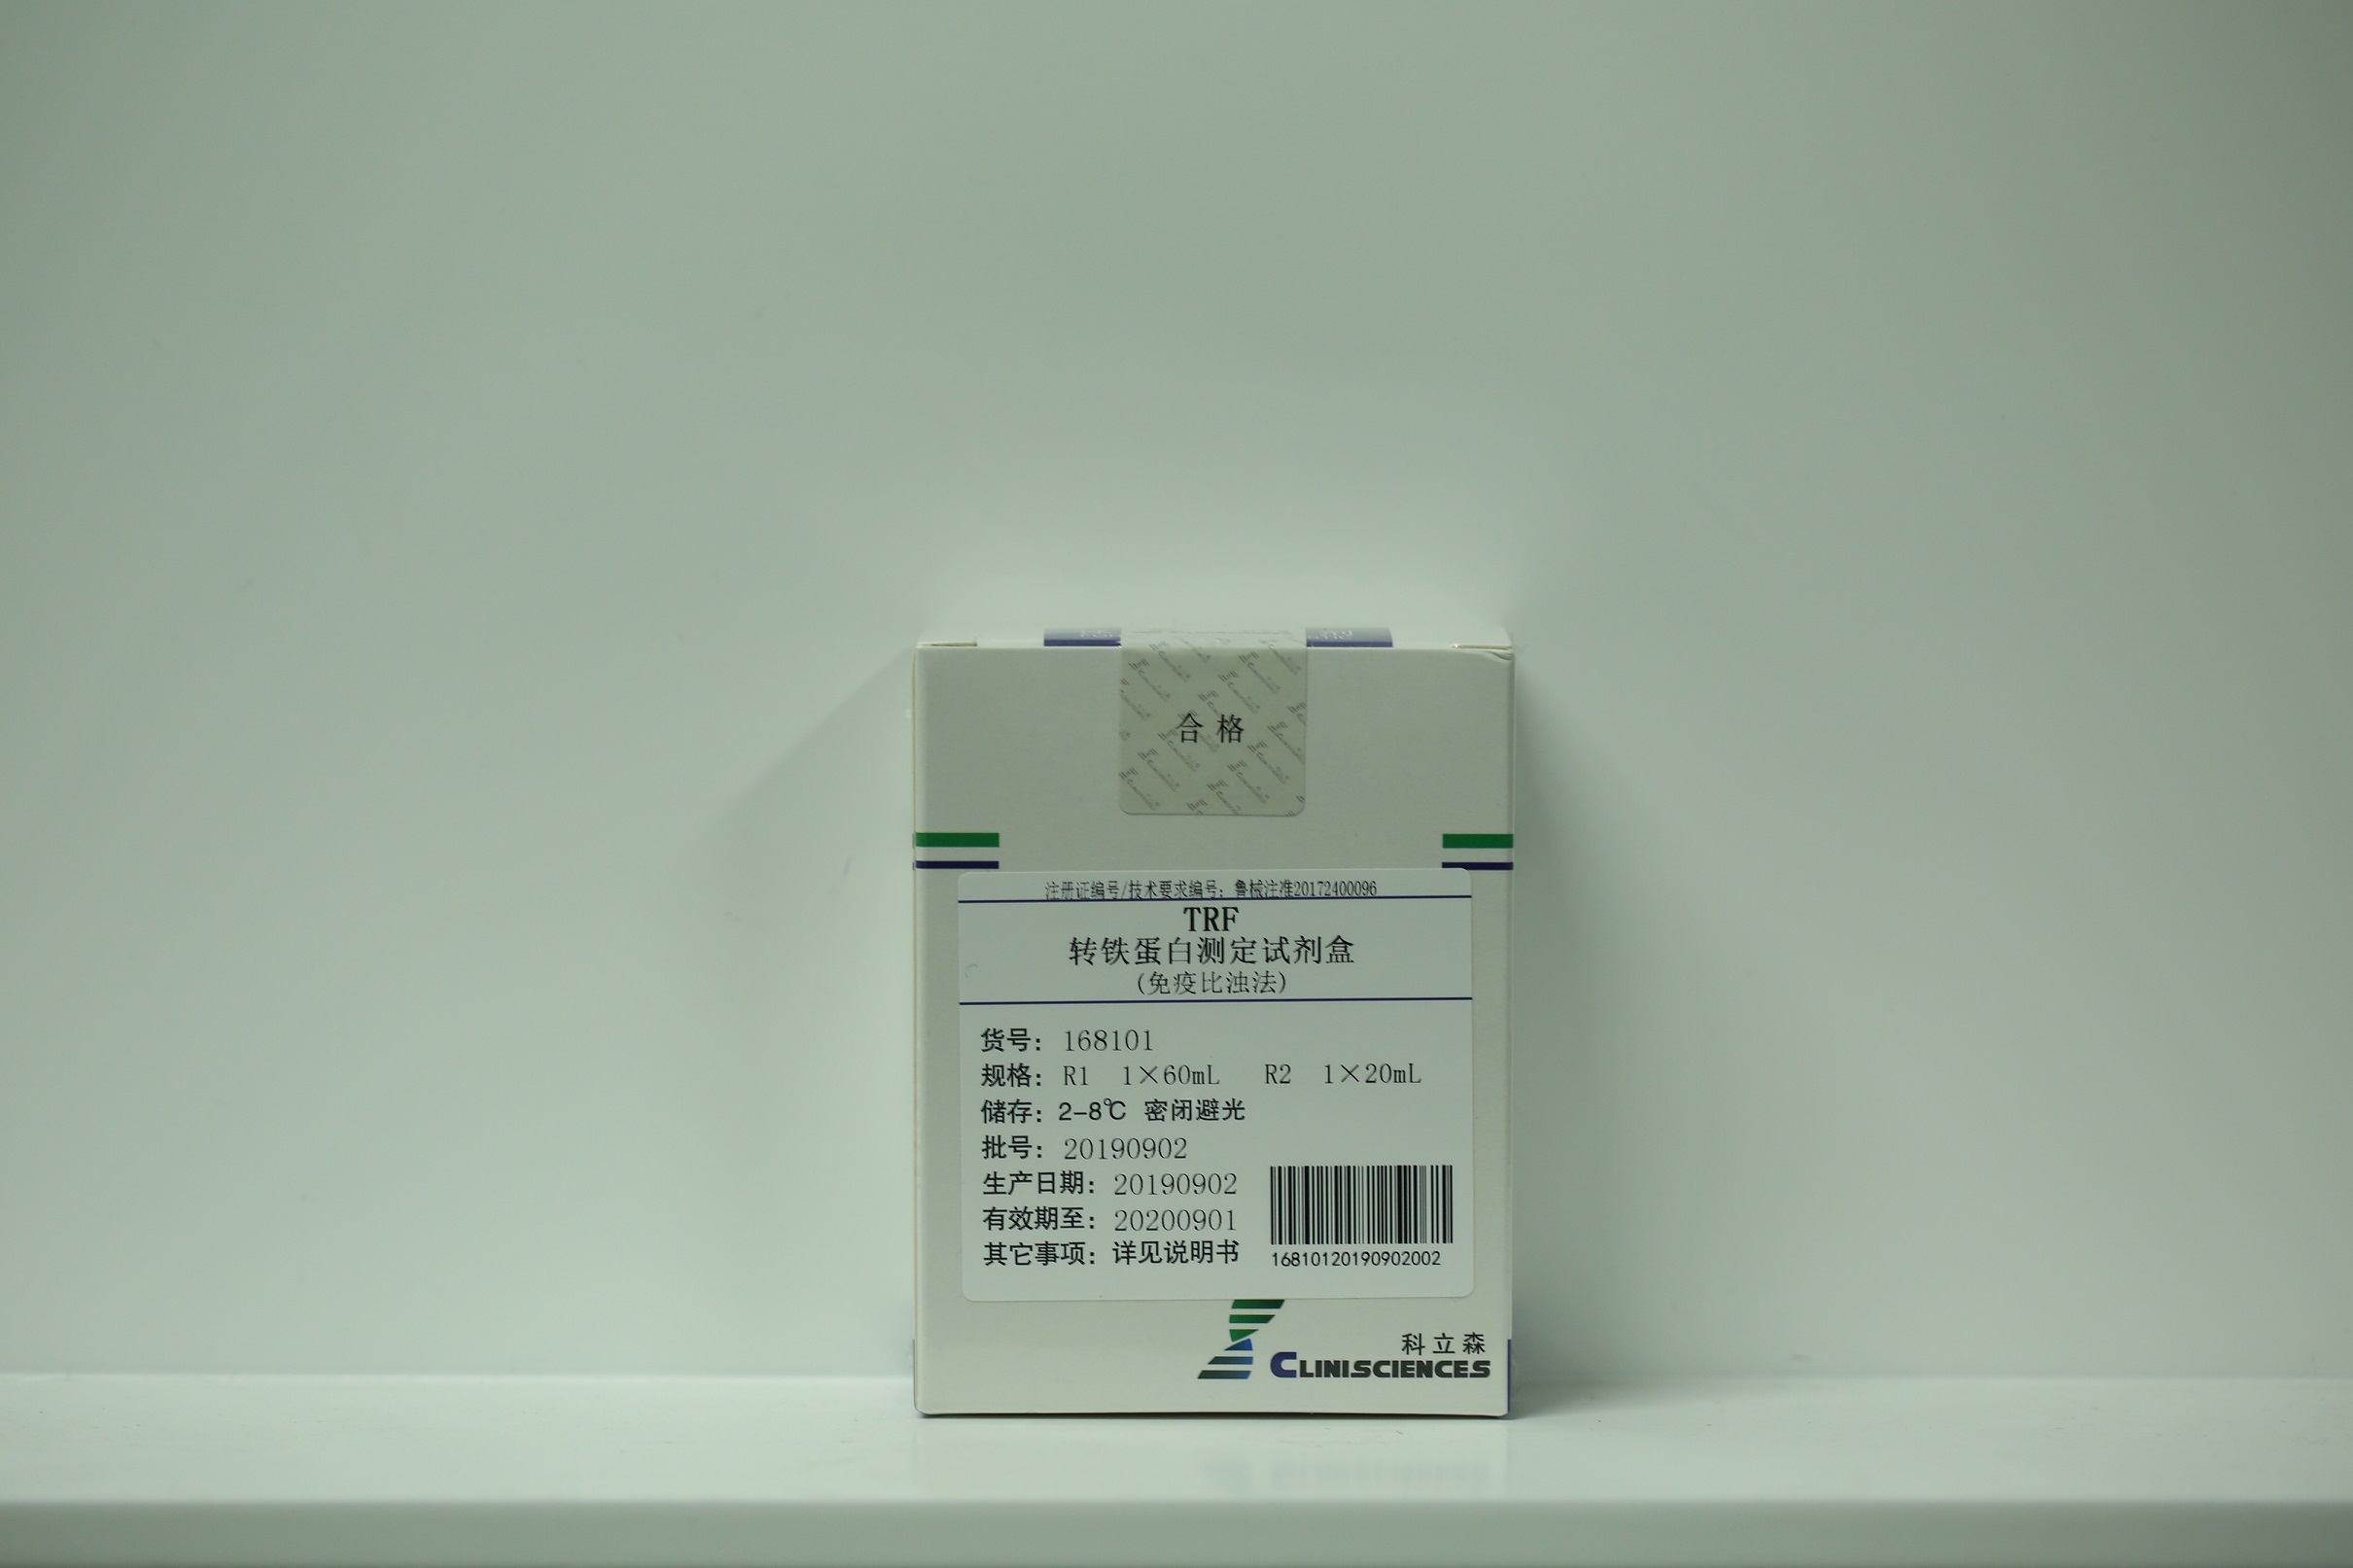 合格
注册证编号/技术要求编号：鲁械注准20172400096
TRF
转铁蛋白测定试剂盒
(免疫比浊法)
货号：168101
规格：R1 1×60mL R2 1×20mL
储存：2-8℃ 密闭避光
批号：20190902
生产日期：20190902
有效期至：20200901
其它事项：详见说明书
16810120190902002
科立森
CLINISCIENCES